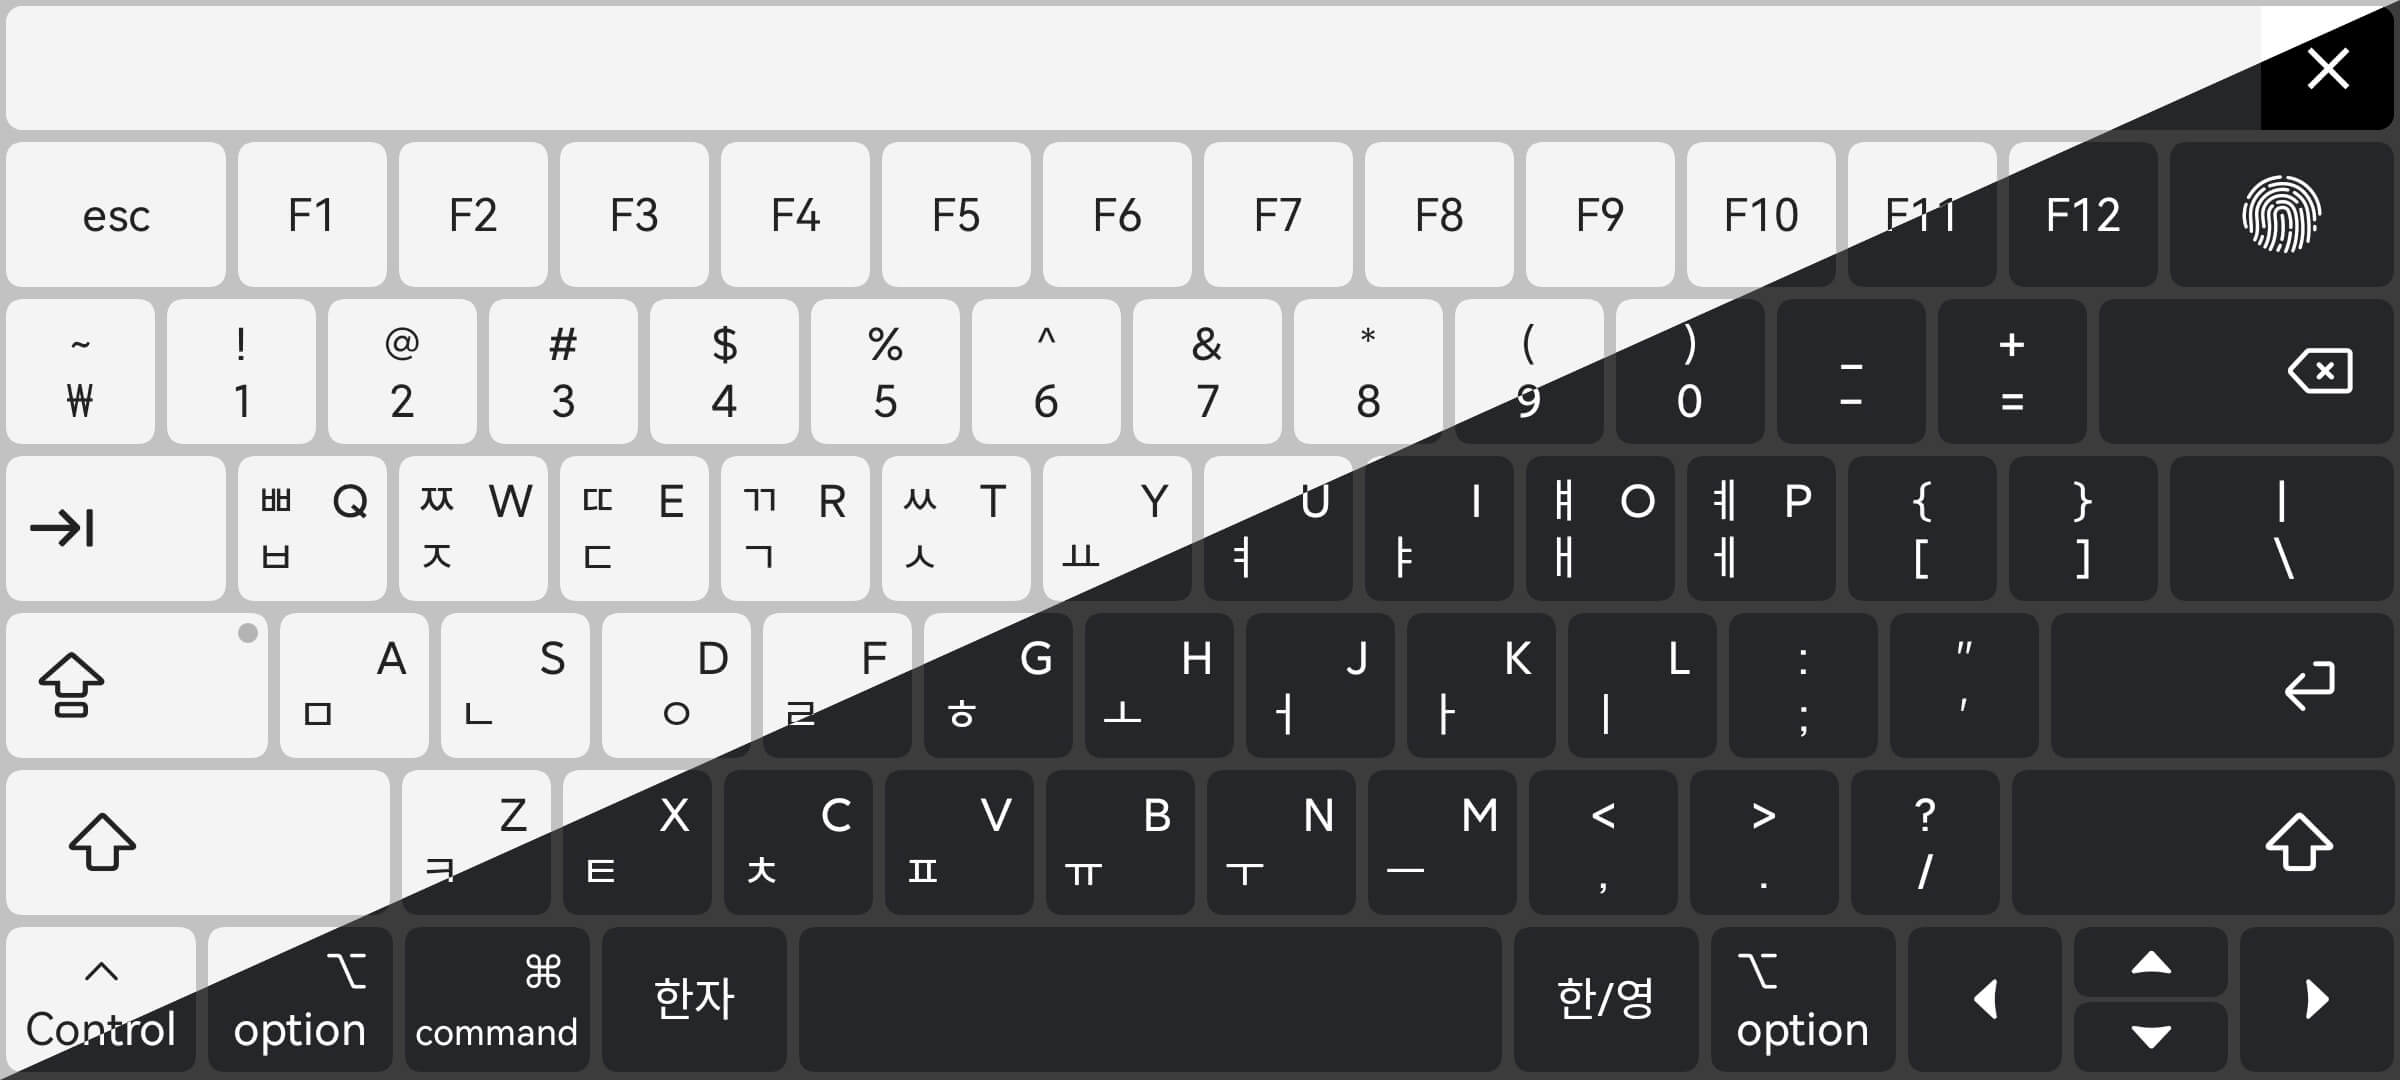 esc F1 F2 F3 F4 F5 F6 F7 F8 F9 F10 F11 F12
~ ! @ # $ % ^ & * ( ) _ +
₩ 1 2 3 4 5 6 7 8 9 0 - =
ㅃ Q ㅉ W ㄸ E ㄲ R ㅆ T Y U I ㅒ O ㅖ P { } |
ㅂ ㅈ ㄷ ㄱ ㅅ ㅛ ㅕ ㅑ ㅐ ㅔ [ ] \
A S D F G H J K L : "
ㅁ ㄴ ㅇ ㄹ ㅎ ㅗ ㅓ ㅏ ㅣ ; '
Z X C V B N M < > ?
ㅋ ㅌ ㅊ ㅍ ㅠ ㅜ ㅡ , . /
^ ⌥ ⌘ 한자 한/영 ⌥
Control option command option